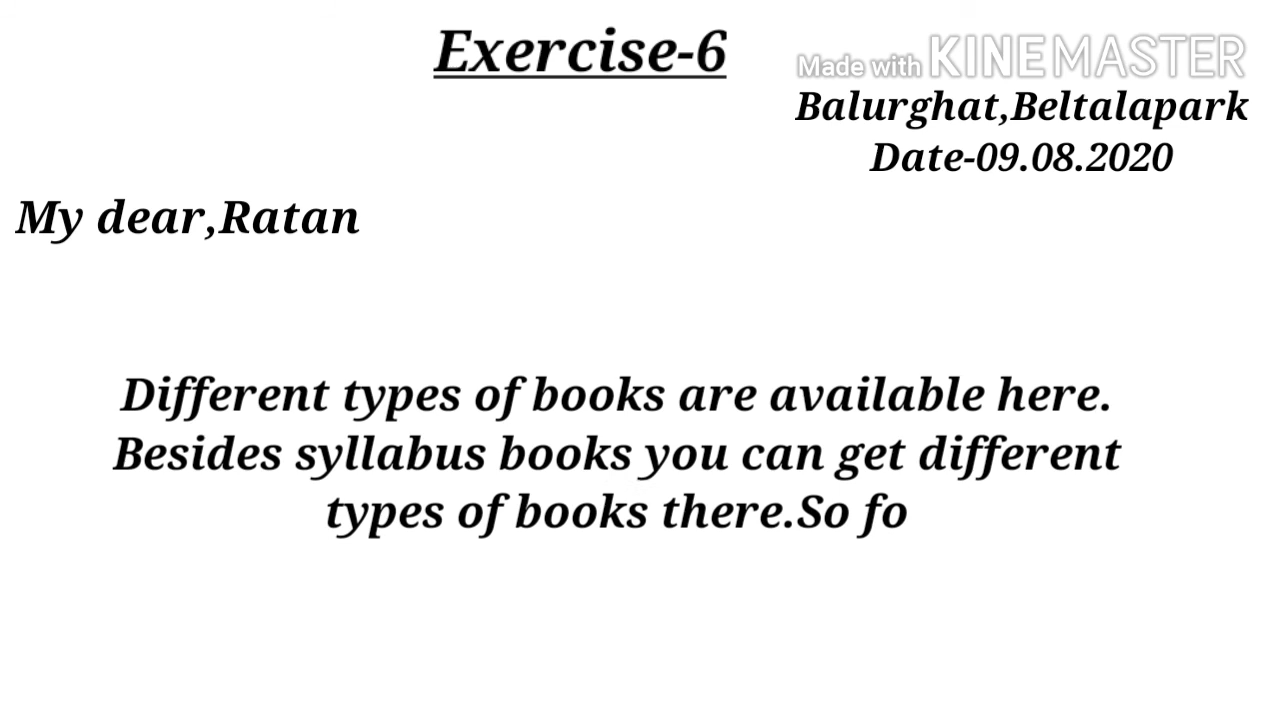 Exercise-6
Made with KINEMASTER
Balurghat,Beltalapark
Date-09.08.2020
My dear,Ratan
Different types of books are available here.
Besides syllabus books you can get different
types of books there.So fo